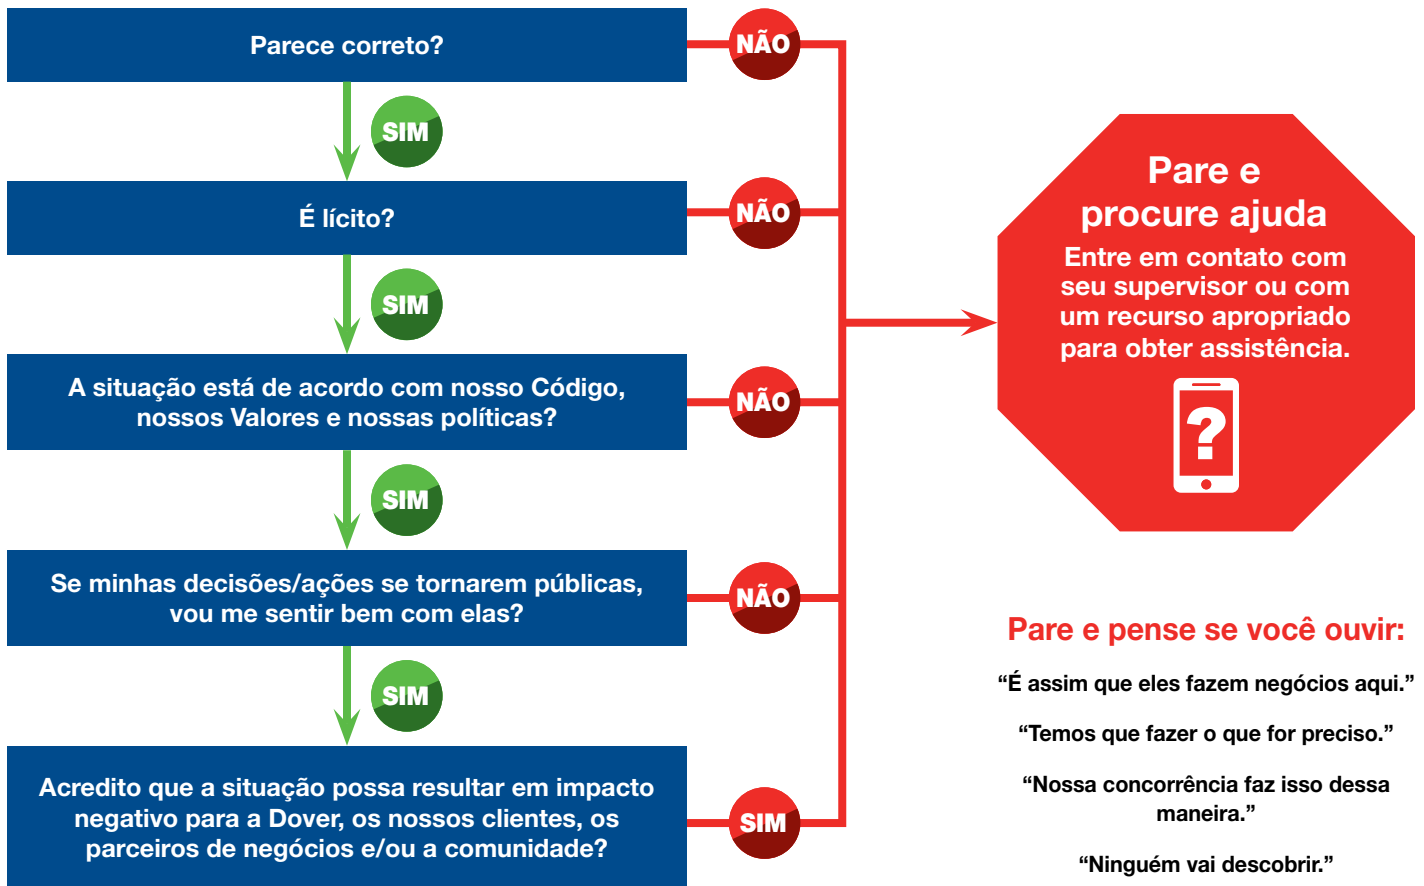 Parece correto?
NÃO
SIM
É lícito?
NÃO
SIM
A situação está de acordo com nosso Código,
nossos Valores e nossas políticas?
NÃO
SIM
Se minhas decisões/ações se tornarem públicas,
vou me sentir bem com elas?
NÃO
SIM
Acredito que a situação possa resultar em impacto
negativo para a Dover, os nossos clientes, os
parceiros de negócios e/ou a comunidade?
SIM
Pare e
procure ajuda
Entre em contato com
seu supervisor ou com
um recurso apropriado
para obter assistência.
?
Pare e pense se você ouvir:
“É assim que eles fazem negócios aqui.”
“Temos que fazer o que for preciso.”
“Nossa concorrência faz isso dessa
maneira.”
“Ninguém vai descobrir.”